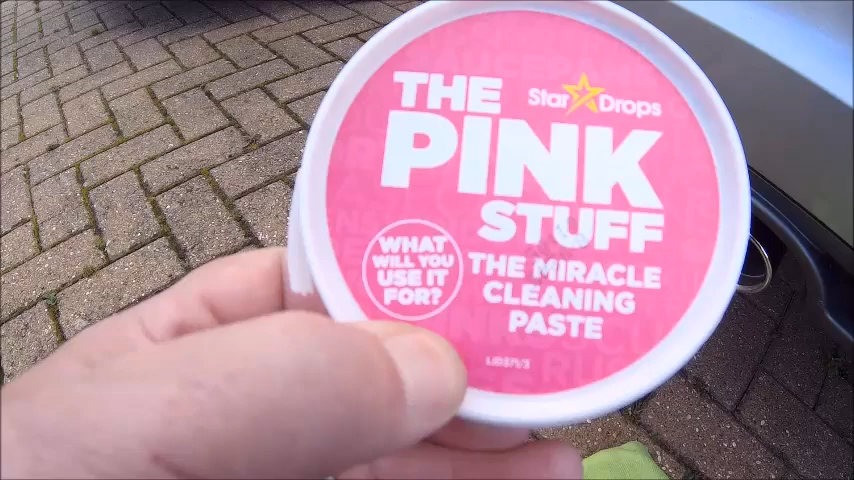 THE
Star Drops
PINK
STUFF
WHAT
WILL YOU
USE IT
FOR?
THE MIRACLE
CLEANING
PASTE